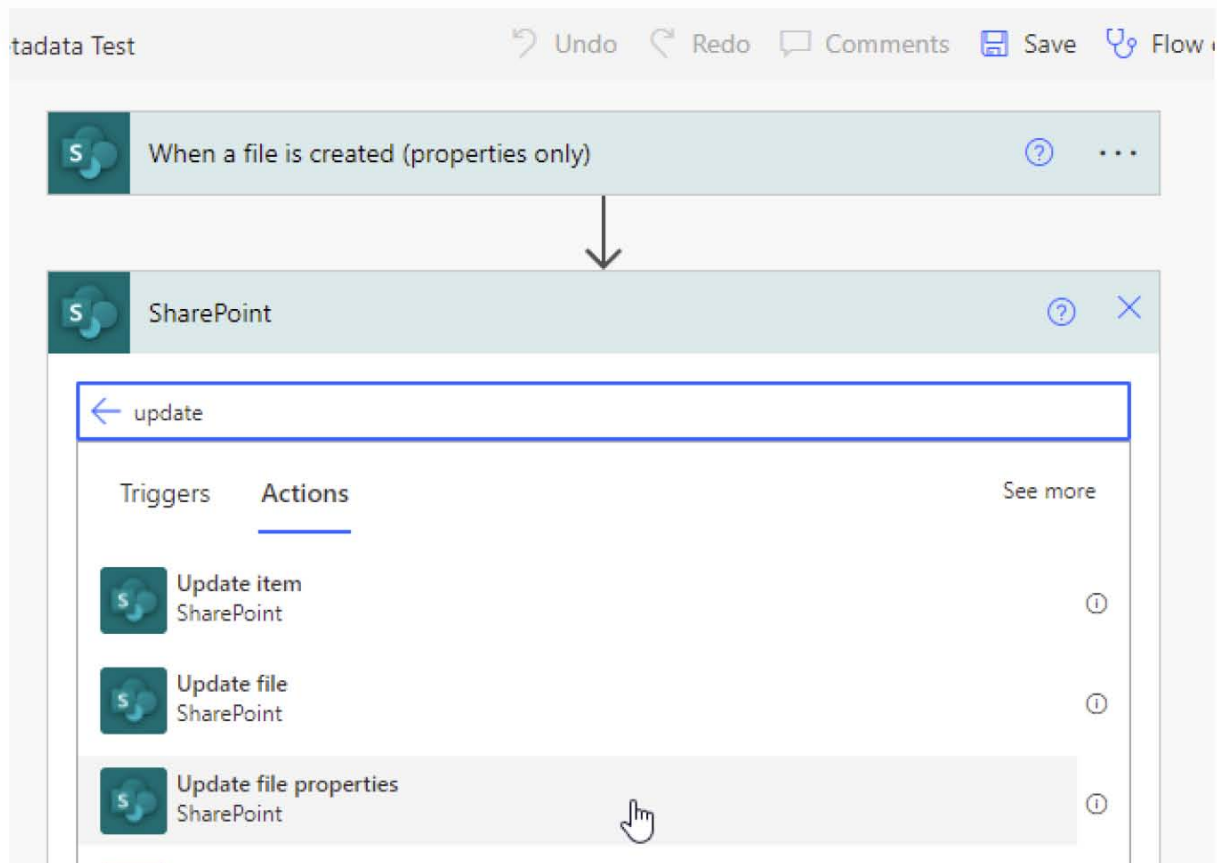 tadata Test Undo Redo Comments Save Flow
When a file is created (properties only)
SharePoint
update
Triggers Actions See more
Update item
SharePoint
Update file
SharePoint
Update file properties
SharePoint